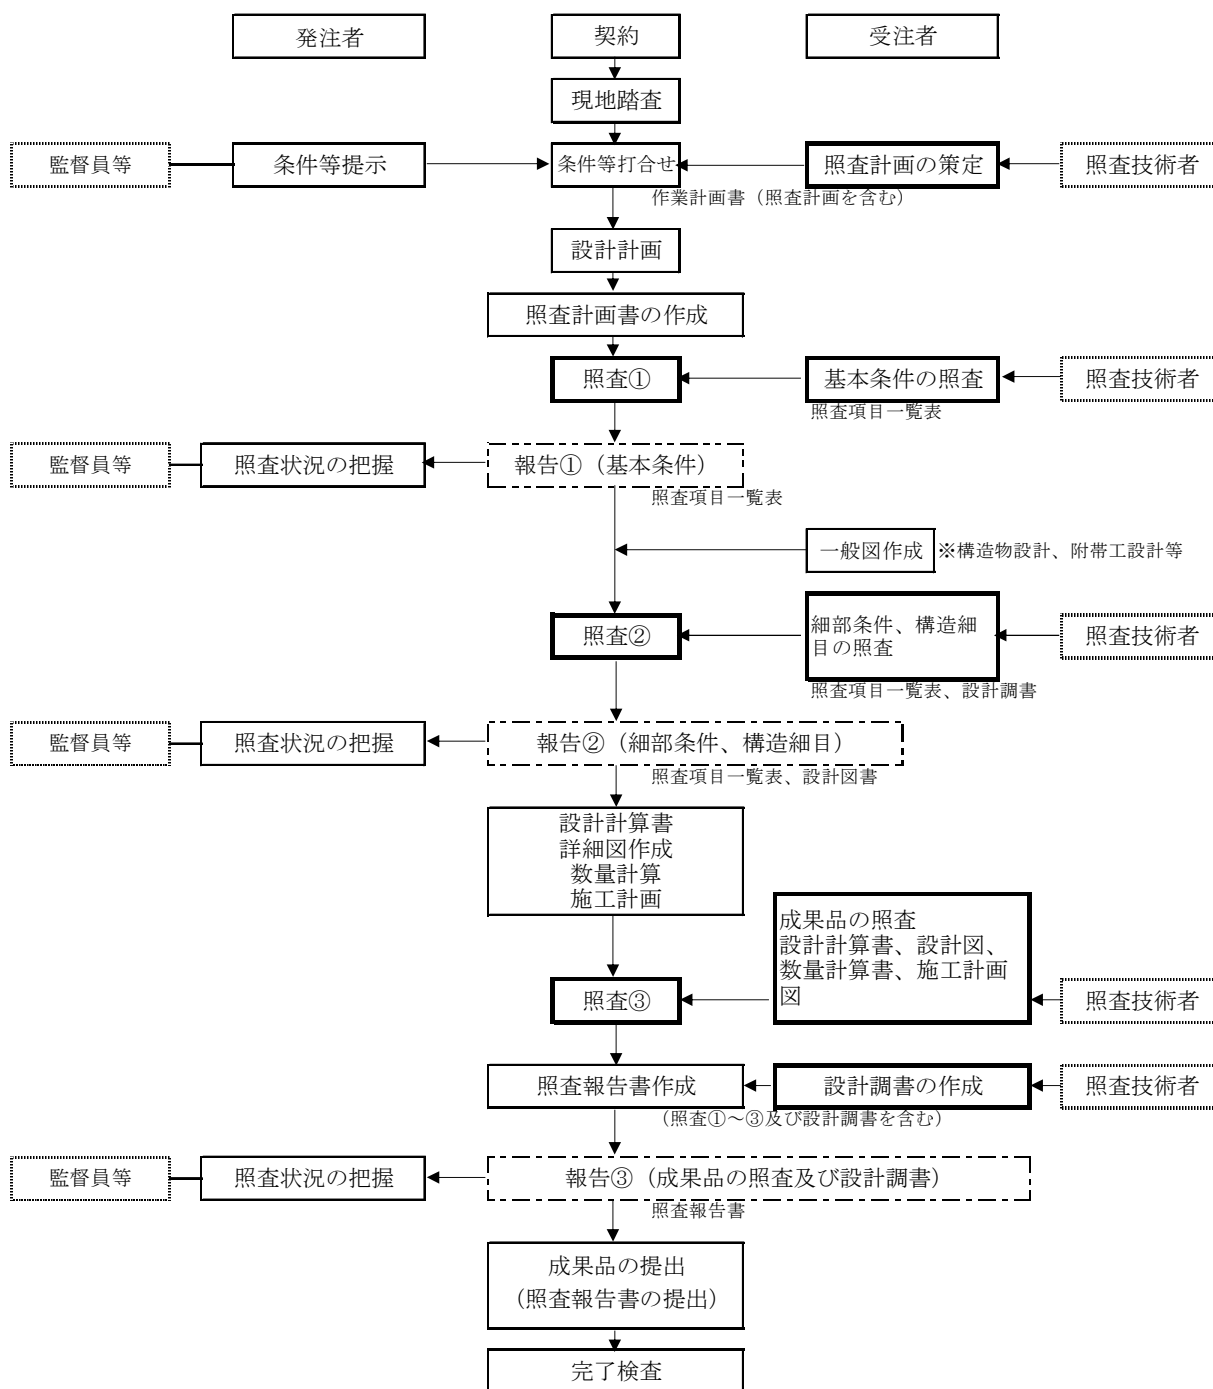 発注者
契約
受注者
現地踏査
監督員等
条件等提示
条件等打合せ
照査計画の策定
照査技術者
作業計画書（照査計画を含む）
設計計画
照査計画書の作成
照査①
基本条件の照査
照査技術者
照査項目一覧表
監督員等
照査状況の把握
報告①（基本条件）
照査項目一覧表
一般図作成
※構造物設計、附帯工設計等
照査②
細部条件、構造細
目の照査
照査技術者
照査項目一覧表、設計調書
監督員等
照査状況の把握
報告②（細部条件、構造細目）
照査項目一覧表、設計図書
設計計算書
詳細図作成
数量計算
施工計画
成果品の照査
設計計算書、設計図、
数量計算書、施工計画
図
照査③
照査技術者
照査報告書作成
設計調書の作成
照査技術者
（照査①～③及び設計調書を含む）
監督員等
照査状況の把握
報告③（成果品の照査及び設計調書）
照査報告書
成果品の提出
（照査報告書の提出）
完了検査